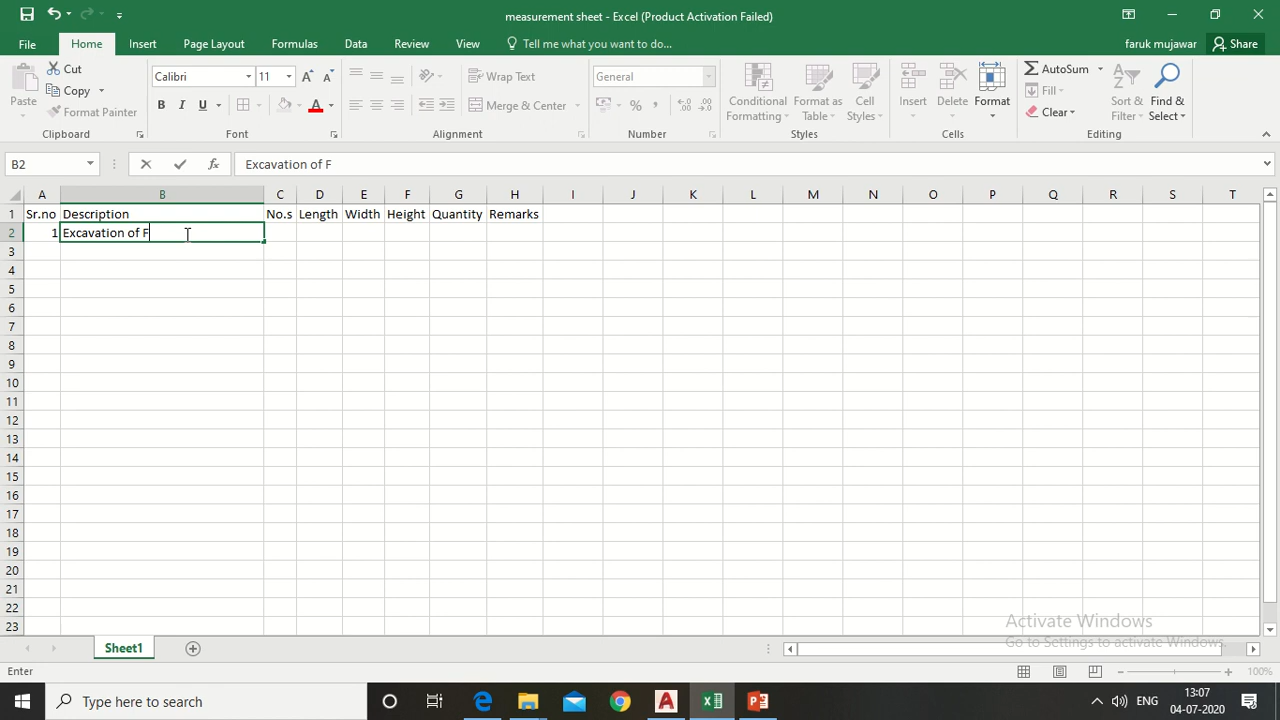 measurement sheet - Excel (Product Activation Failed)
File Home Insert Page Layout Formulas Data Review View Tell me what you want to do... faruk mujawar Share
Paste
Cut
Copy
Format Painter
Clipboard
Calibri 11
B I U A
Font
Wrap Text
Merge & Center
Alignment
General
%
Number
Conditional Formatting
Format as Table
Cell Styles
Styles
Insert Delete Format
Cells
AutoSum
Fill
Clear
Sort & Filter
Find & Select
Editing
B2 fx Excavation of F
A B C D E F G H I J K L M N O P Q R S T
1 Sr.no Description No.s Length Width Height Quantity Remarks
2 1 Excavation of F
3
4
5
6
7
8
9
10
11
12
13
14
15
16
17
18
19
20
21
22
23
Activate Windows
Go to Settings to activate Windows.
Sheet1
Enter 100%
Type here to search ENG 13:07
04-07-2020